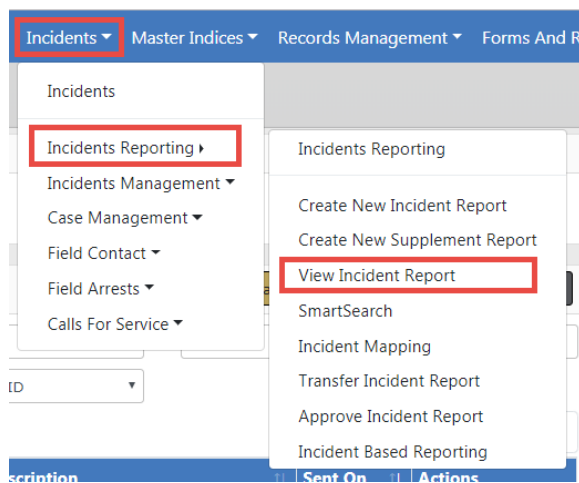 Incidents Master Indices Records Management Forms And R
Incidents
Incidents Reporting
Incidents Management
Case Management
Field Contact
Field Arrests
Calls For Service
Incidents Reporting
Create New Incident Report
Create New Supplement Report
View Incident Report
SmartSearch
Incident Mapping
Transfer Incident Report
Approve Incident Report
Incident Based Reporting
ID
scription Sent On Actions